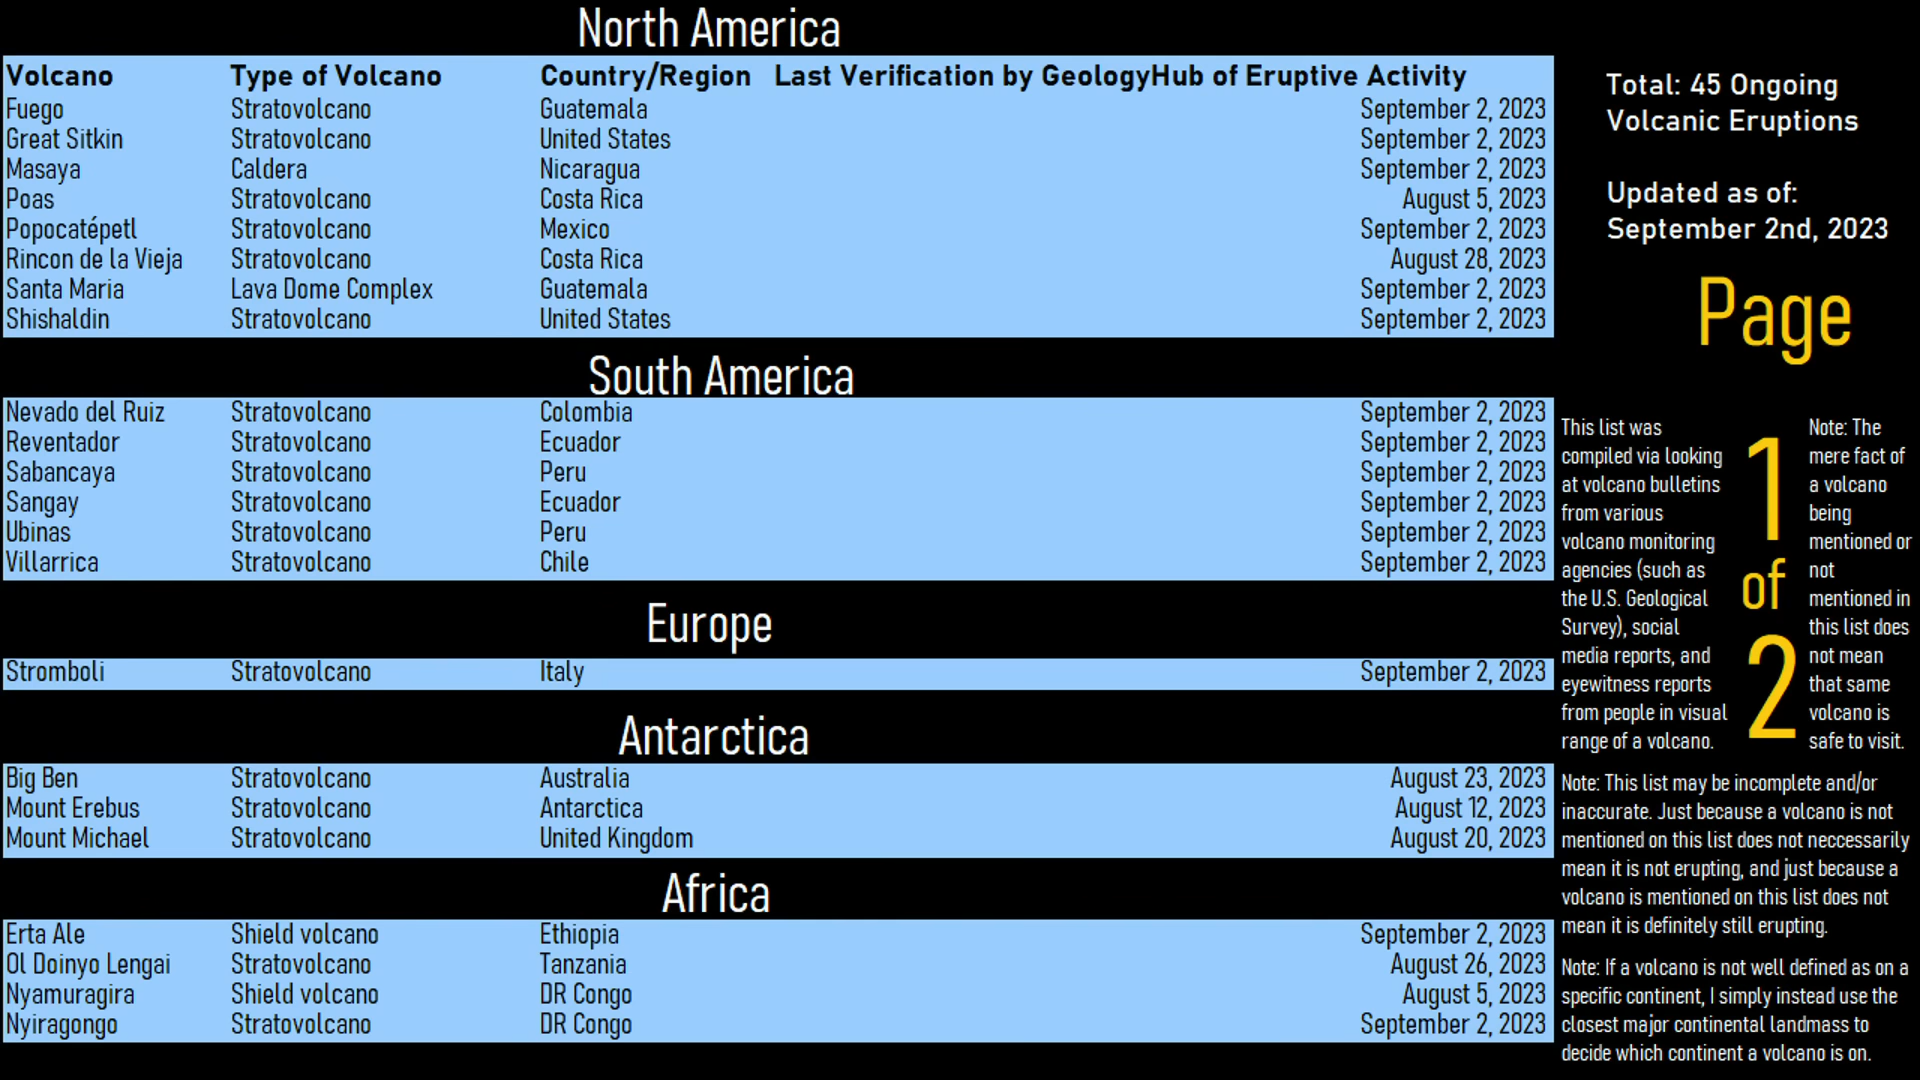 North America
Volcano Type of Volcano Country/Region Last Verification by GeologyHub of Eruptive Activity
Fuego Stratovolcano Guatemala September 2, 2023
Great Sitkin Stratovolcano United States September 2, 2023
Masaya Caldera Nicaragua September 2, 2023
Poas Stratovolcano Costa Rica August 5, 2023
Popocatépetl Stratovolcano Mexico September 2, 2023
Rincon de la Vieja Stratovolcano Costa Rica August 28, 2023
Santa Maria Lava Dome Complex Guatemala September 2, 2023
Shishaldin Stratovolcano United States September 2, 2023
South America
Nevado del Ruiz Stratovolcano Colombia September 2, 2023
Reventador Stratovolcano Ecuador September 2, 2023
Sabancaya Stratovolcano Peru September 2, 2023
Sangay Stratovolcano Ecuador September 2, 2023
Ubinas Stratovolcano Peru September 2, 2023
Villarrica Stratovolcano Chile September 2, 2023
Europe
Stromboli Stratovolcano Italy September 2, 2023
Antarctica
Big Ben Stratovolcano Australia August 23, 2023
Mount Erebus Stratovolcano Antarctica August 12, 2023
Mount Michael Stratovolcano United Kingdom August 20, 2023
Africa
Erta Ale Shield volcano Ethiopia September 2, 2023
Ol Doinyo Lengai Stratovolcano Tanzania August 26, 2023
Nyamuragira Shield volcano DR Congo August 5, 2023
Nyiragongo Stratovolcano DR Congo September 2, 2023
Total: 45 Ongoing
Volcanic Eruptions
Updated as of:
September 2nd, 2023
Page
1
of
2
This list was
compiled via looking
at volcano bulletins
from various
volcano monitoring
agencies (such as
the U.S. Geological
Survey), social
media reports, and
eyewitness reports
from people in visual
range of a volcano.
Note: The
mere fact of
a volcano
being
mentioned or
not
mentioned in
this list does
not mean
that same
volcano is
safe to visit.
Note: This list may be incomplete and/or
inaccurate. Just because a volcano is not
mentioned on this list does not neccessarily
mean it is not erupting, and just because a
volcano is mentioned on this list does not
mean it is definitely still erupting.
Note: If a volcano is not well defined as on a
specific continent, I simply instead use the
closest major continental landmass to
decide which continent a volcano is on.